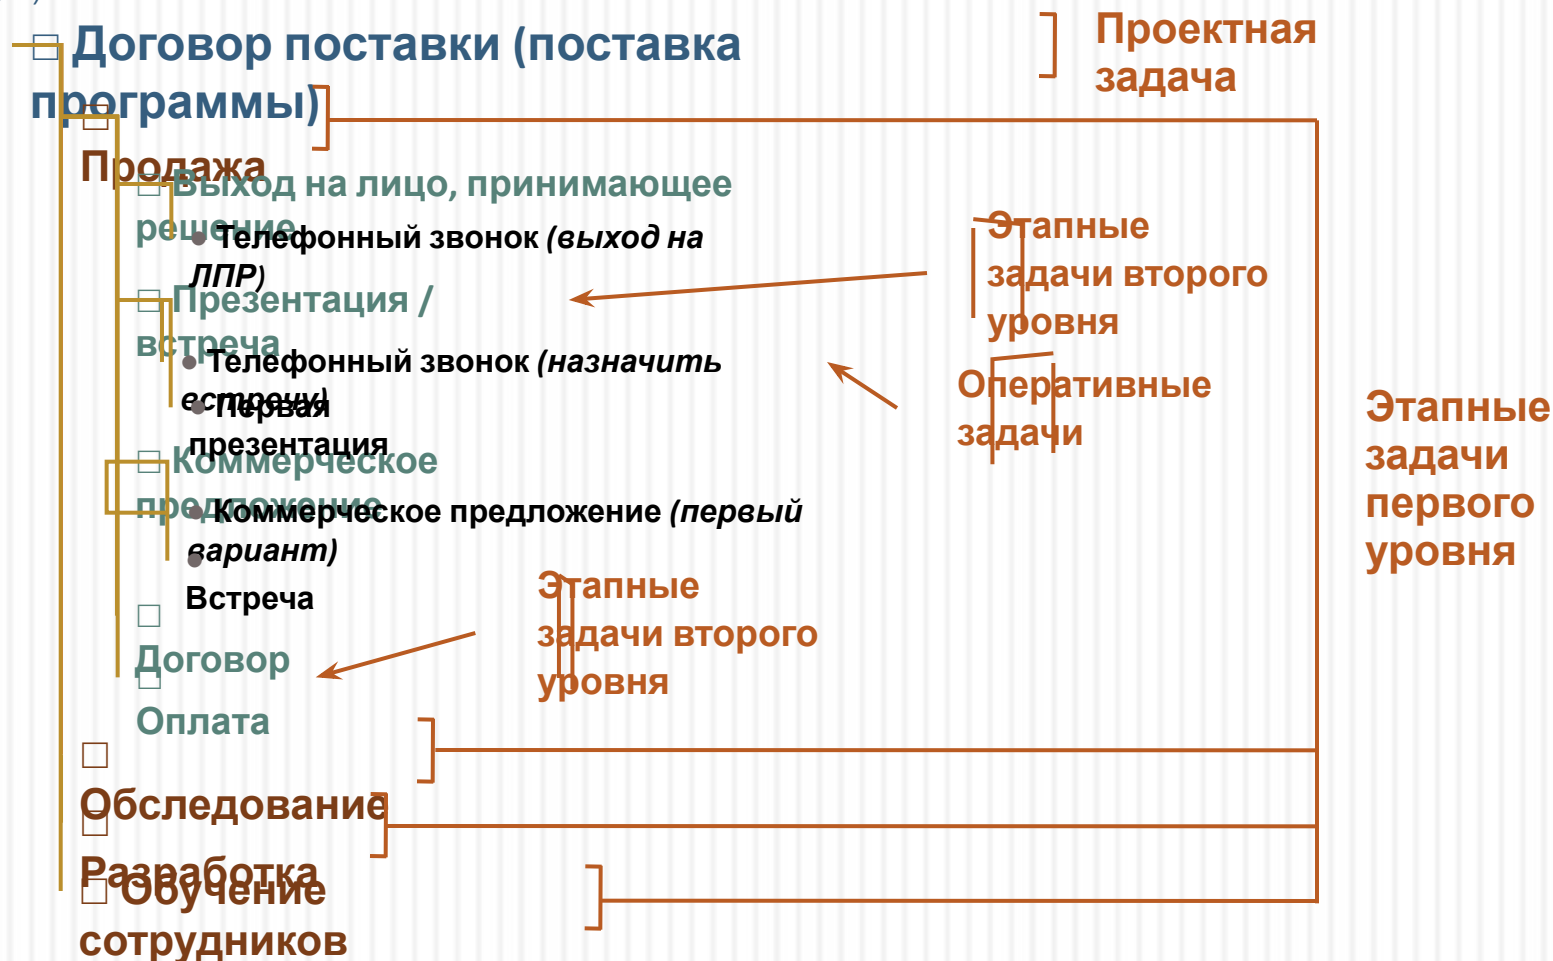 Договор поставки (поставка
программы)
Проектная
задача
Продажа
Выход на лицо, принимающее
решение
Телефонный звонок (выход на
ЛПР)
Этапные
задачи второго
уровня
Презентация /
встреча
Телефонный звонок (назначить
встречу)
Первая
презентация
Оперативные
задачи
Этапные
задачи
первого
уровня
Коммерческое
предложение
Коммерческое предложение (первый
вариант)
Встреча
Этапные
задачи второго
уровня
Договор
Оплата
Обследование
Разработка
Обучение
сотрудников